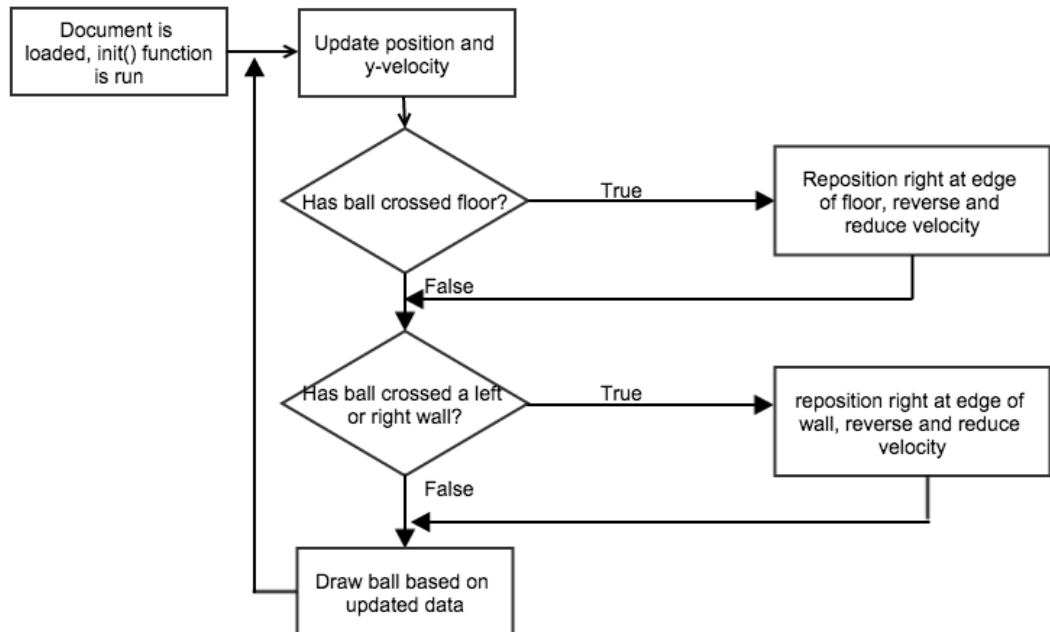 Document is
loaded, init() function
is run
Update position and
y-velocity
Has ball crossed floor?
True
Reposition right at edge
of floor, reverse and
reduce velocity
False
Has ball crossed a left
or right wall?
True
reposition right at edge of
wall, reverse and reduce
velocity
False
Draw ball based on
updated data